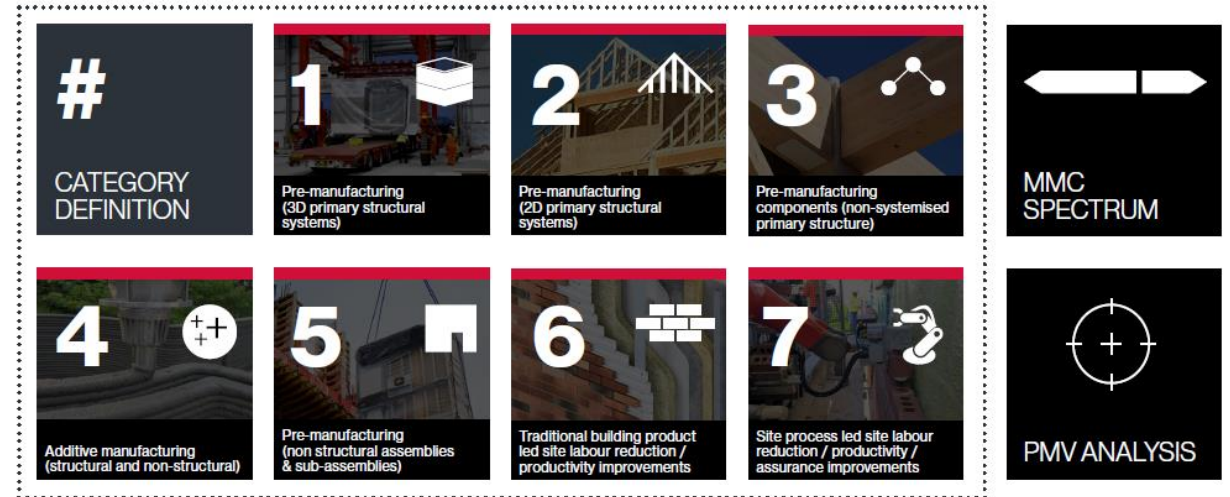 #
CATEGORY
DEFINITION
1
Pre-manufacturing
(3D primary structural
systems)
2
Pre-manufacturing
(2D primary structural
systems)
3
Pre-manufacturing
components (non-systemised
primary structure)
MMC
SPECTRUM
4
Additive manufacturing
(structural and non-structural)
5
Pre-manufacturing
(non structural assemblies
& sub-assemblies)
6
Traditional building product
led site labour reduction /
productivity improvements
7
Site process led site labour
reduction / productivity /
assurance improvements
PMV ANALYSIS